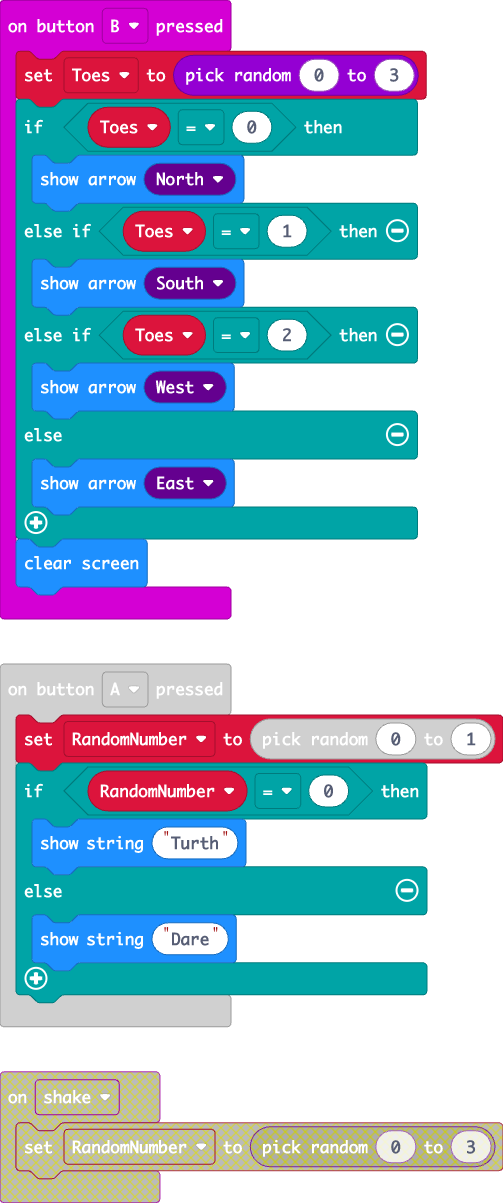 on button B pressed
set Toes to pick random 0 to 3
if Toes = 0 then
show arrow North
else if Toes = 1 then
show arrow South
else if Toes = 2 then
show arrow West
else
show arrow East
clear screen
on button A pressed
set RandomNumber to pick random 0 to 1
if RandomNumber = 0 then
show string "Turth"
else
show string "Dare"
on shake
set RandomNumber to pick random 0 to 3